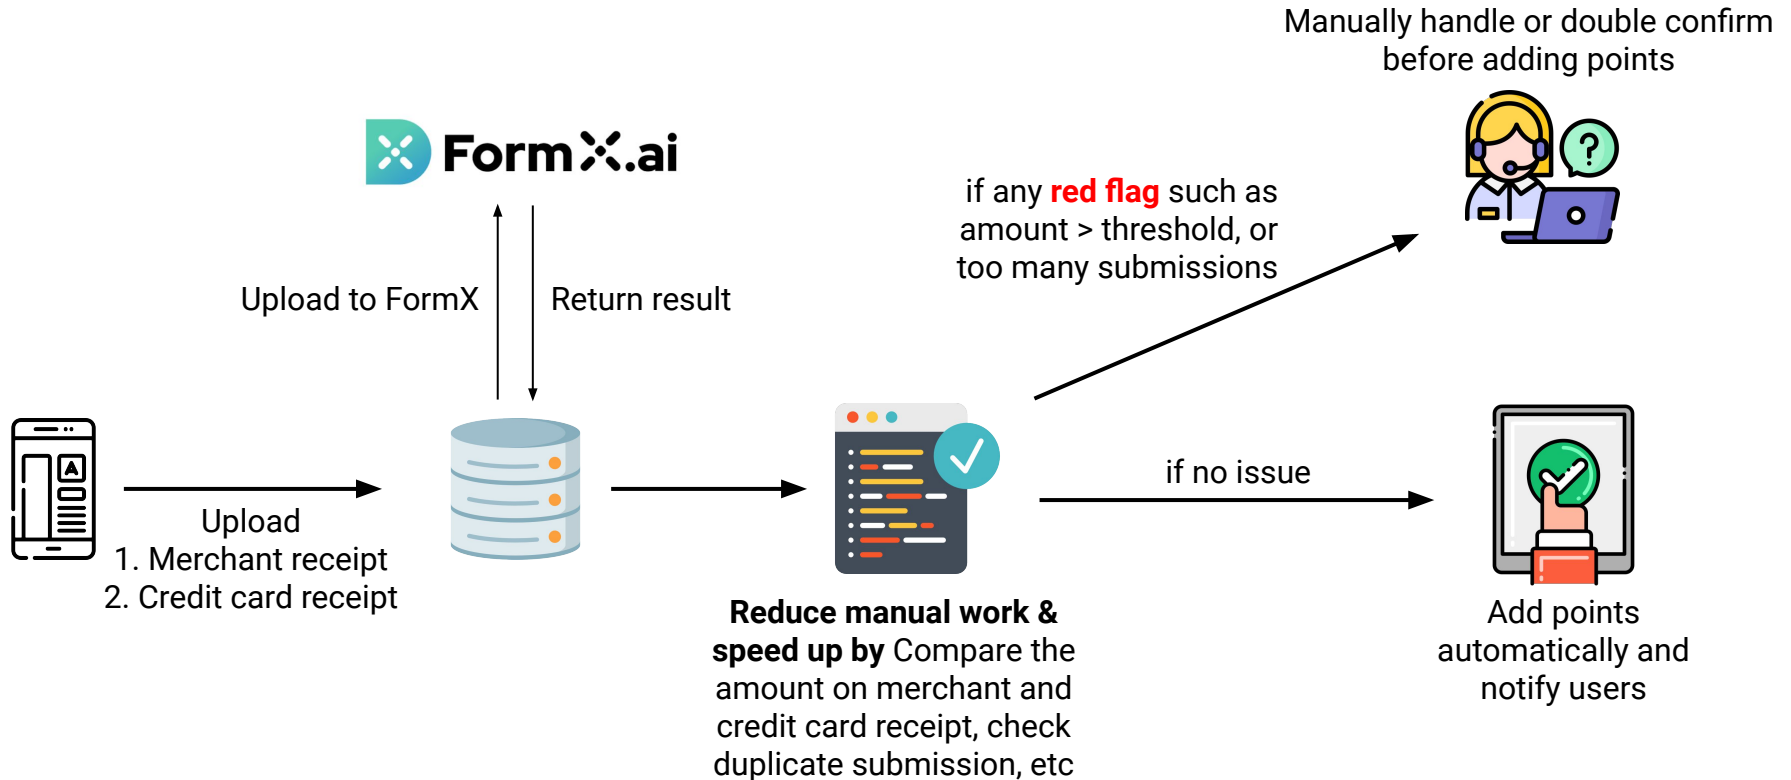 Manually handle or double confirm
before adding points
FormX.ai
if any red flag such as
amount > threshold, or
too many submissions
?
Upload to FormX
Return result
A
if no issue
Upload
1. Merchant receipt
2. Credit card receipt
Reduce manual work &
speed up by Compare the
amount on merchant and
credit card receipt, check
duplicate submission, etc
Add points
automatically and
notify users